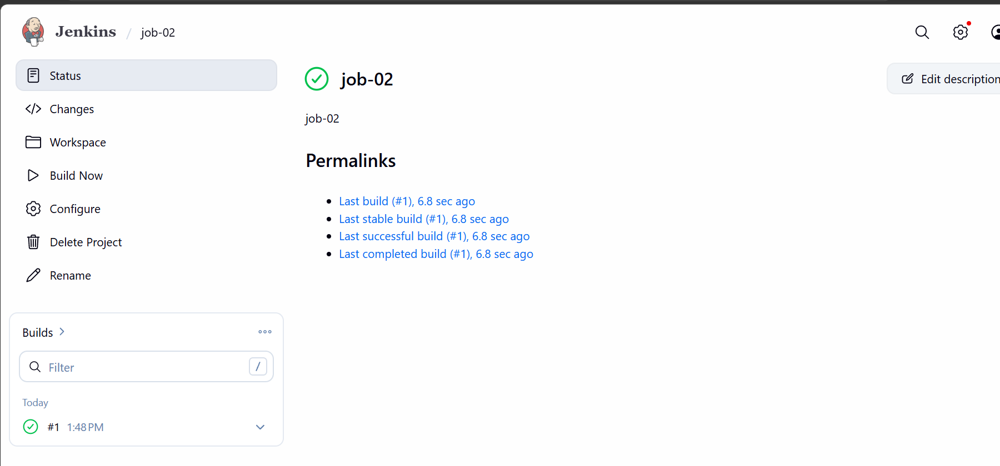 Jenkins / job-02
Status
Changes
Workspace
Build Now
Configure
Delete Project
Rename
Builds
Filter /
Today
#1 1:48 PM
job-02
Edit description
job-02
Permalinks
Last build (#1), 6.8 sec ago
Last stable build (#1), 6.8 sec ago
Last successful build (#1), 6.8 sec ago
Last completed build (#1), 6.8 sec ago